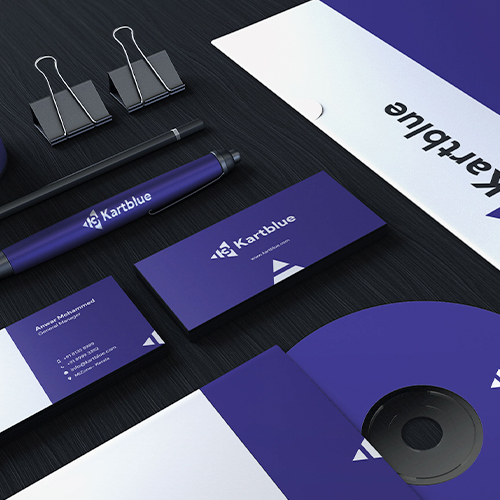 Kartblue
Kartblue
Kartblue
www.kartblue.com
Anwar Mohammed
General Manager
info@kartblue.com